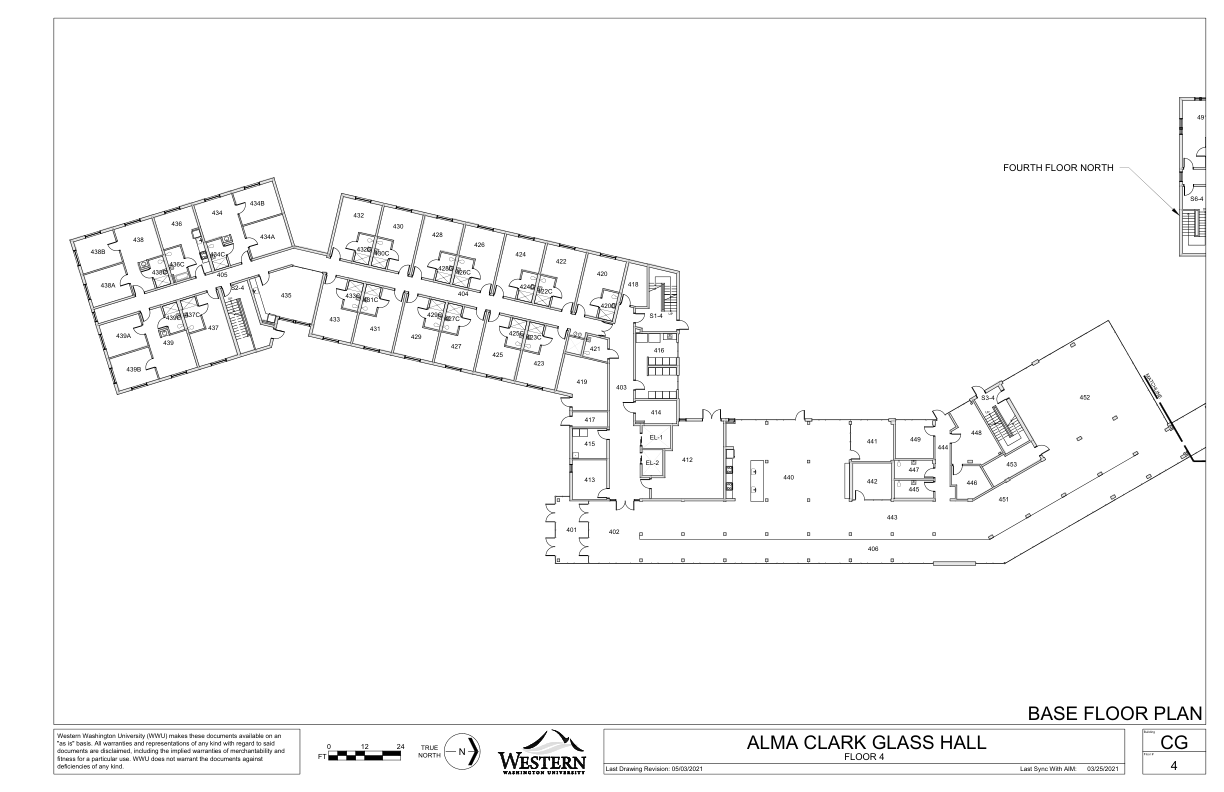 491
FOURTH FLOOR NORTH
S6-4
434B
434
436
432
434A
430
438
428
438B
426
424
422
434C
432C
430C
436C
420
405
428C
426C
438A
418
S2-4
424C
422C
435
404
433C
431C
420C
439C
437C
S1-4
433
429C
427C
437
431
439A
425C
423C
429
439
427
421
416
425
439B
423
419
403
452
MATCHLINE
S3-4
414
417
448
EL-1
441
449
415
444
412
EL-2
453
447
440
413
442
446
445
451
443
401
402
406
BASE FLOOR PLAN
Western Washington University (WWU) makes these documents available on an
"as is" basis. All warranties and representations of any kind with regard to said
documents are disclaimed, including the implied warranties of merchantability and
fitness for a particular use. WWU does not warrant the documents against
deficiencies of any kind.
0 12 24
FT
TRUE
NORTH
N
WESTERN
WASHINGTON UNIVERSITY
ALMA CLARK GLASS HALL
FLOOR 4
Last Drawing Revision: 05/03/2021
Last Sync With AIM: 03/25/2021
Building
CG
Floor #
4